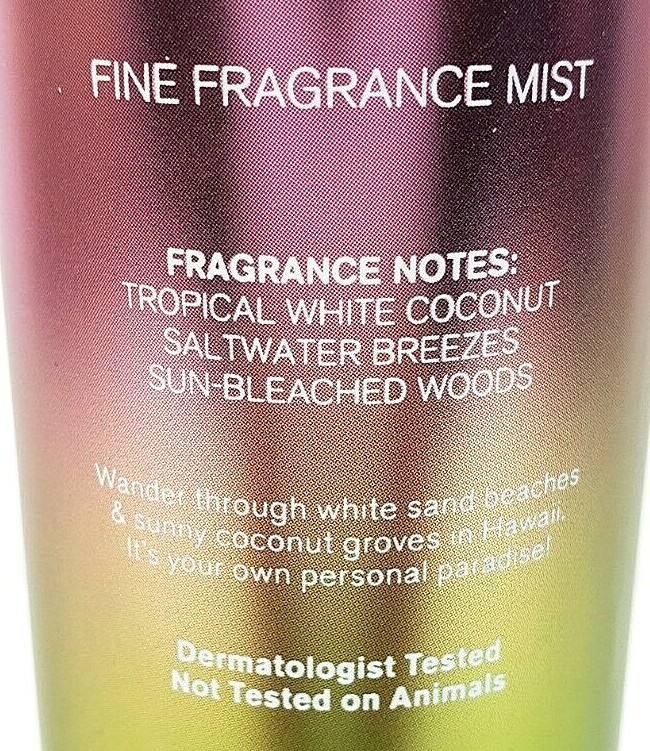 FINE FRAGRANCE MIST
FRAGRANCE NOTES:
TROPICAL WHITE COCONUT
SALTWATER BREEZES
SUN-BLEACHED WOODS
Wander through white sand beaches
& sunny coconut groves in Hawaii.
It's your own personal paradise!
Dermatologist Tested
Not Tested on Animals